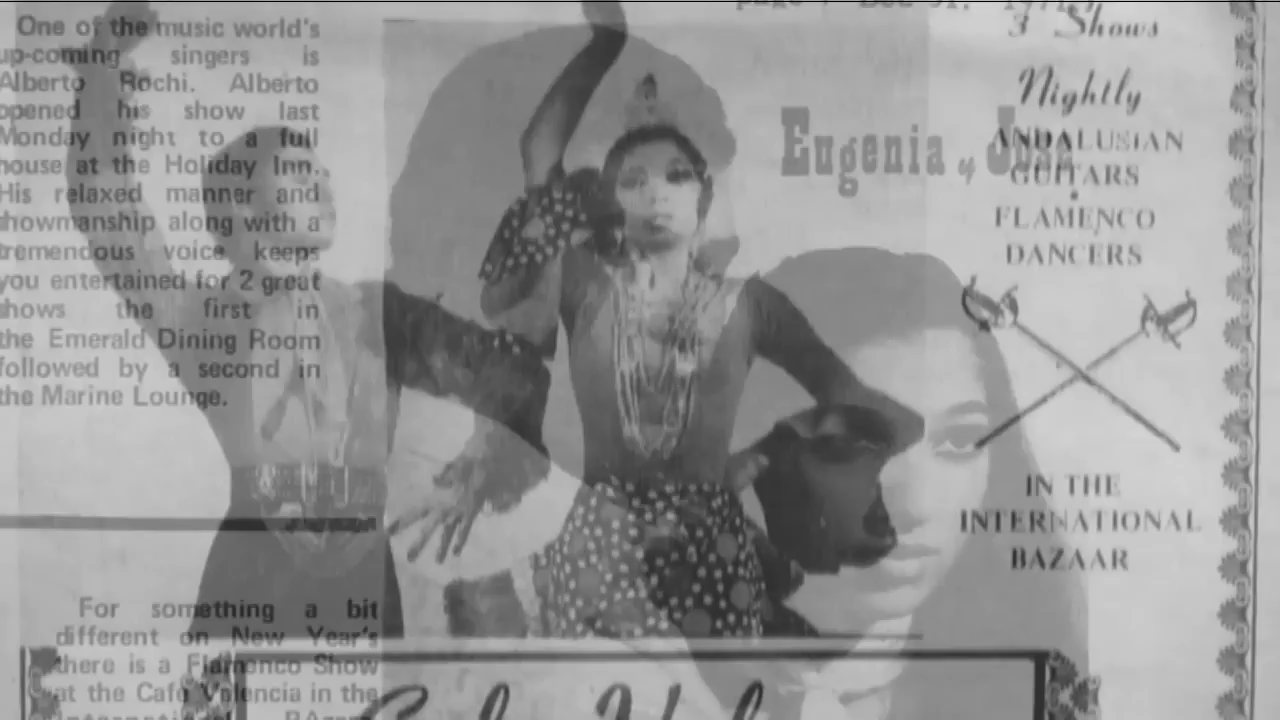 One of the music world's
up-coming singers is
Alberto Rochi. Alberto
opened his show last
Monday night to a full
house at the Holiday Inn.
His relaxed manner and
showmanship along with a
tremendous voice keeps
you entertained for 2 great
shows the first in
the Emerald Dining Room
followed by a second in
the Marine Lounge.
For something a bit
different on New Year's
there is a Flamenco Show
at the Cafe Valencia in the
Eugenia y José
3 Shows
Nightly
ANDALUSIAN
GUITARS
•
FLAMENCO
DANCERS
IN THE
INTERNATIONAL
BAZAAR